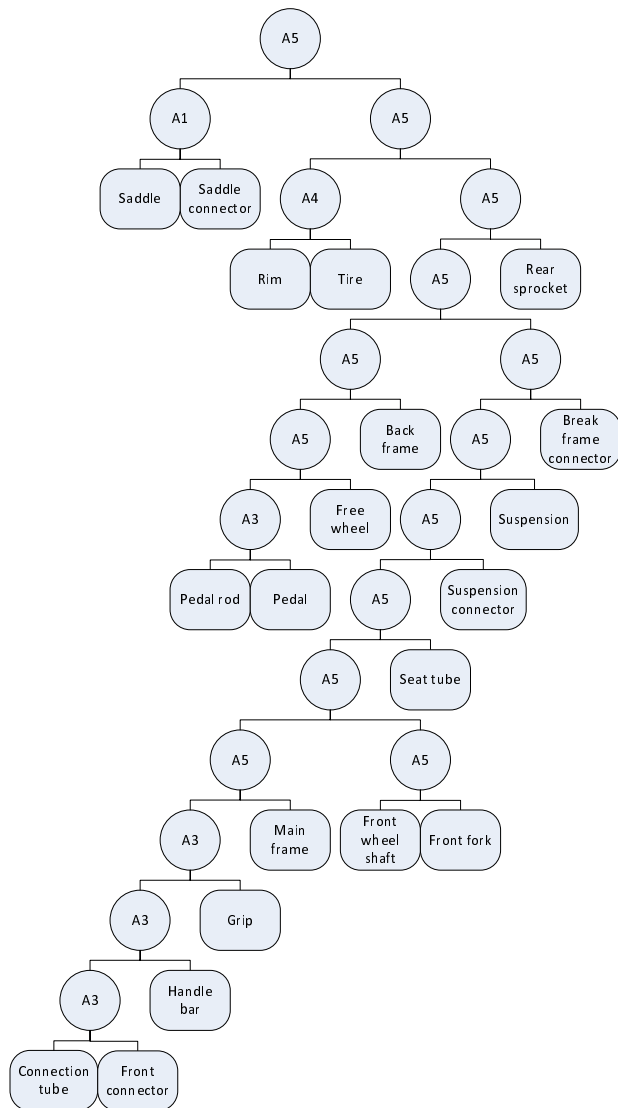 A5
A1
A5
Saddle
Saddle
connector
A4
A5
Rim
Tire
A5
Rear
sprocket
A5
A5
A5
Back
frame
A5
Break
frame
connector
A3
Free
wheel
A5
Suspension
Pedal rod
Pedal
A5
Suspension
connector
A5
Seat tube
A5
A5
A3
Main
frame
Front
wheel
shaft
Front fork
A3
Grip
A3
Handle
bar
Connection
tube
Front
connector